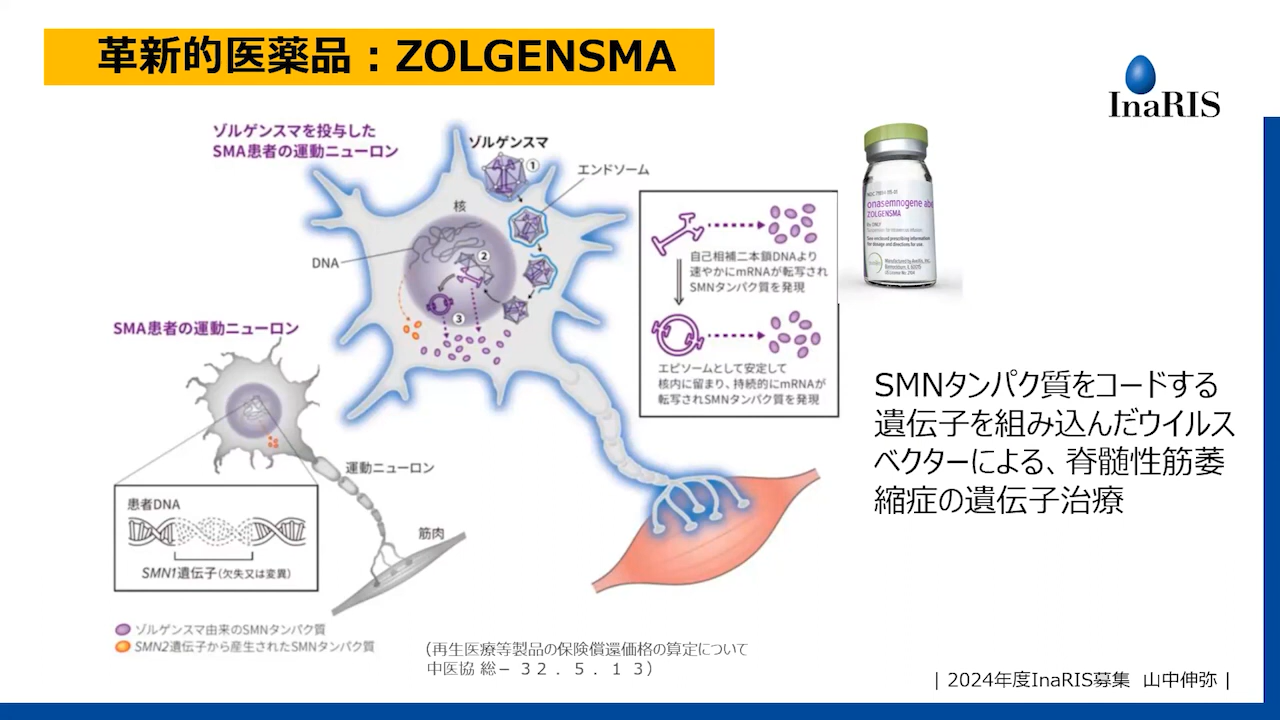 革新的医薬品：ZOLGENSMA
InaRIS
ゾルゲンスマを投与した
SMA患者の運動ニューロン
ゾルゲンスマ
①
エンドソーム
核
DNA
②
③
自己相補二本鎖DNAより
速やかにmRNAが転写され
SMNタンパク質を発現
エピソームとして安定して
核内に留まり、持続的にmRNAが
転写されSMNタンパク質を発現
onasemnogene abe
ZOLGENSMA
SMA患者の運動ニューロン
運動ニューロン
患者DNA
SMN1遺伝子(欠失又は変異)
筋肉
SMNタンパク質をコードする
遺伝子を組み込んだウイルス
ベクターによる、脊髄性筋萎
縮症の遺伝子治療
ゾルゲンスマ由来のSMNタンパク質
SMN2遺伝子から産生されたSMNタンパク質
（再生医療等製品の保険償還価格の算定について
中医協 総－３２．５．１３）
| 2024年度InaRIS募集 山中伸弥 |